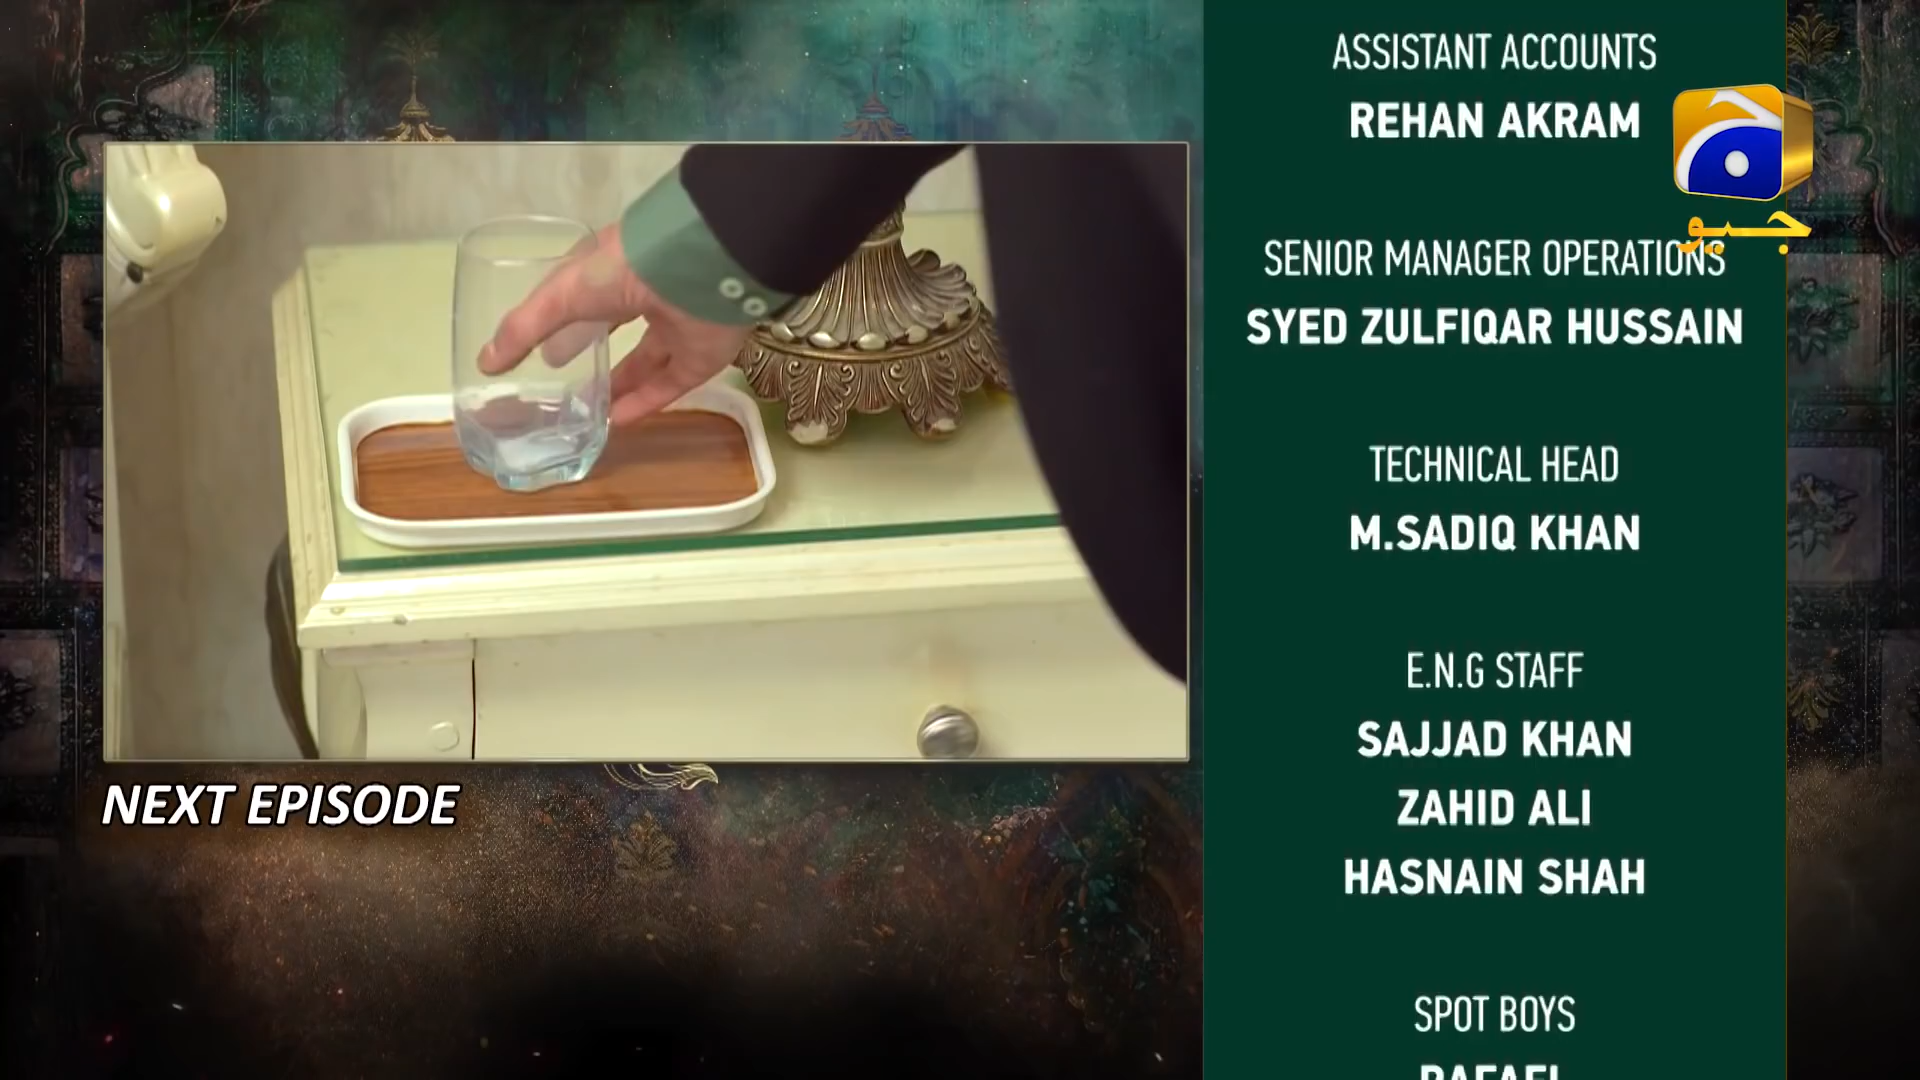 ASSISTANT ACCOUNTS
REHAN AKRAM
SENIOR MANAGER OPERATIONS
SYED ZULFIQAR HUSSAIN
TECHNICAL HEAD
M.SADIQ KHAN
E.N.G STAFF
SAJJAD KHAN
ZAHID ALI
HASNAIN SHAH
SPOT BOYS
جیو
NEXT EPISODE